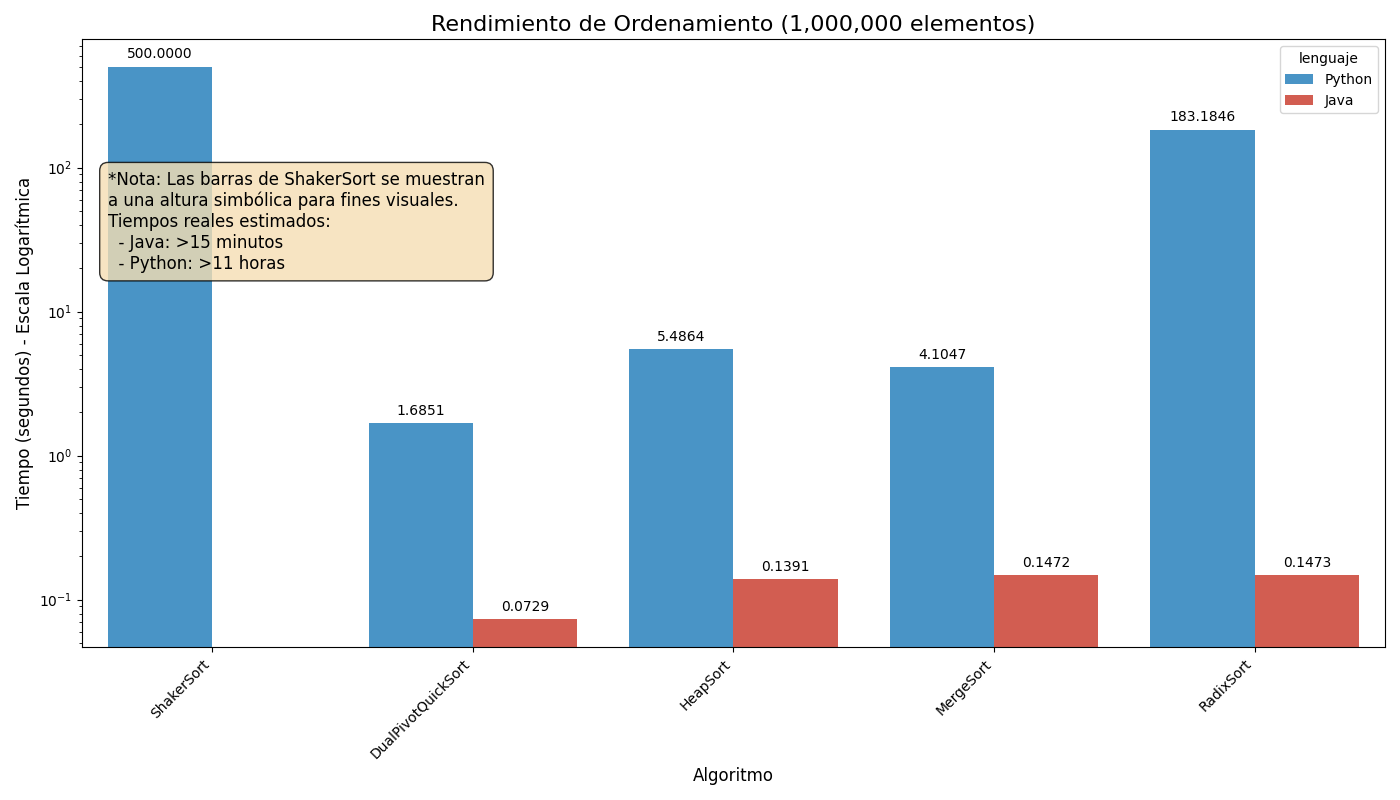 Rendimiento de Ordenamiento (1,000,000 elementos)
Tiempo (segundos) - Escala Logarítmica
10²
10¹
10⁰
10⁻¹
500.0000
1.6851
0.0729
5.4864
0.1391
4.1047
0.1472
183.1846
0.1473
*Nota: Las barras de ShakerSort se muestran
a una altura simbólica para fines visuales.
Tiempos reales estimados:
- Java: >15 minutos
- Python: >11 horas
lenguaje
Python
Java
ShakerSort
DualPivotQuickSort
HeapSort
MergeSort
RadixSort
Algoritmo